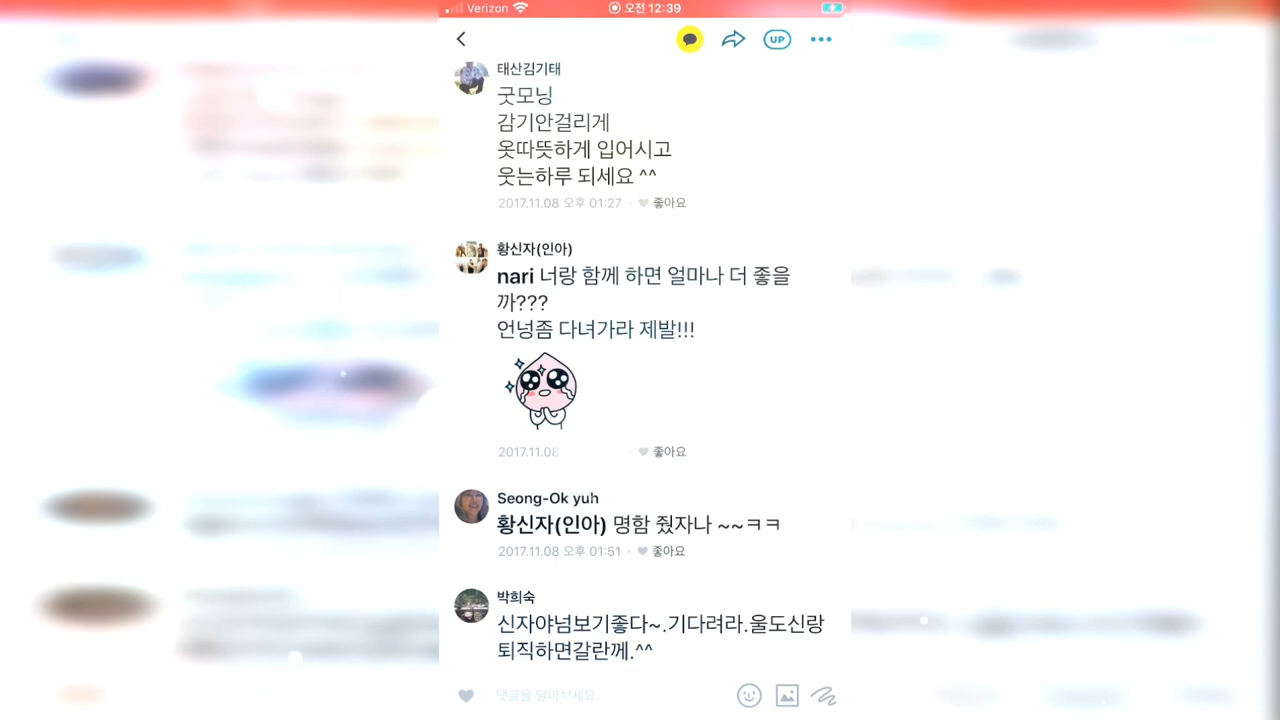 Verizon 오전 12:39
UP
태산김기태
굿모닝
감기안걸리게
옷따뜻하게 입어시고
웃는하루 되세요 ^^
2017.11.08 오후 01:27 · 좋아요
황신자(인아)
nari 너랑 함께 하면 얼마나 더 좋을
까???
언넝좀 다녀가라 제발!!!
2017.11.08 좋아요
Seong-Ok yuh
황신자(인아) 명함 줬자나 ~~ㅋㅋ
2017.11.08 오후 01:51 · 좋아요
박희숙
신자야넘보기좋다~.기다려라.울도신랑
퇴직하면갈란께.^^
댓글을 달아보세요.